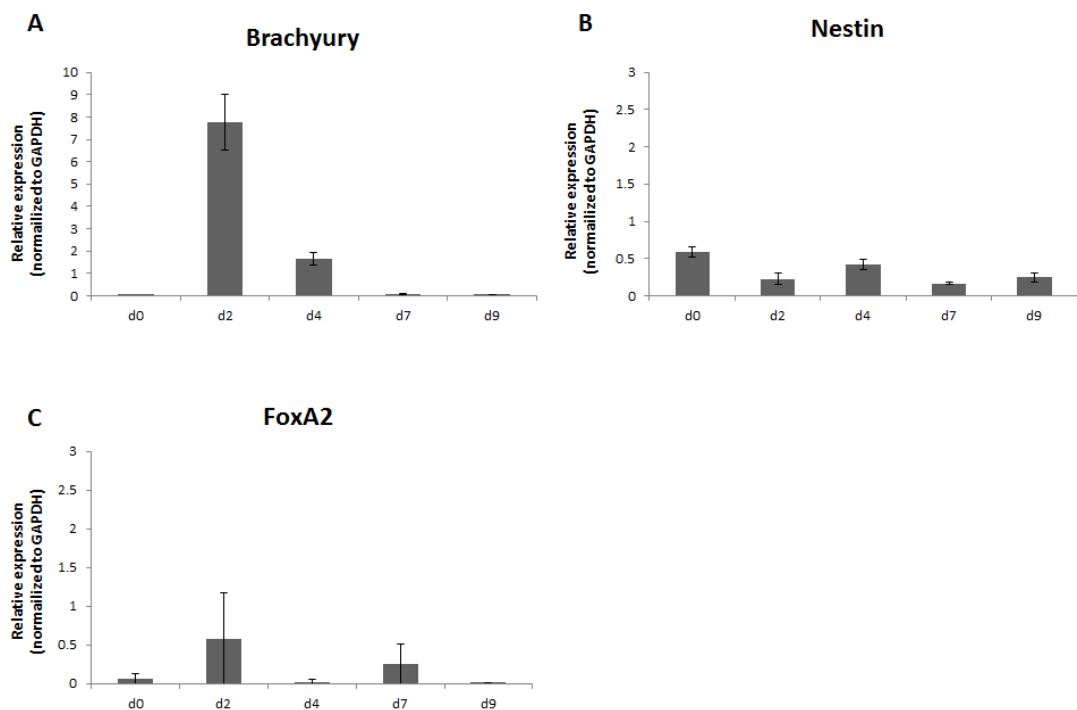 A
Brachyury
Relative expression
(normailized to GAPDH)
10
9
8
7
6
5
4
3
2
1
0
d0 d2 d4 d7 d9
B
Nestin
Relative expression
(normailized to GAPDH)
3
2.5
2
1.5
1
0.5
0
d0 d2 d4 d7 d9
C
FoxA2
Relative expression
(normailized to GAPDH)
3
2.5
2
1.5
1
0.5
0
d0 d2 d4 d7 d9